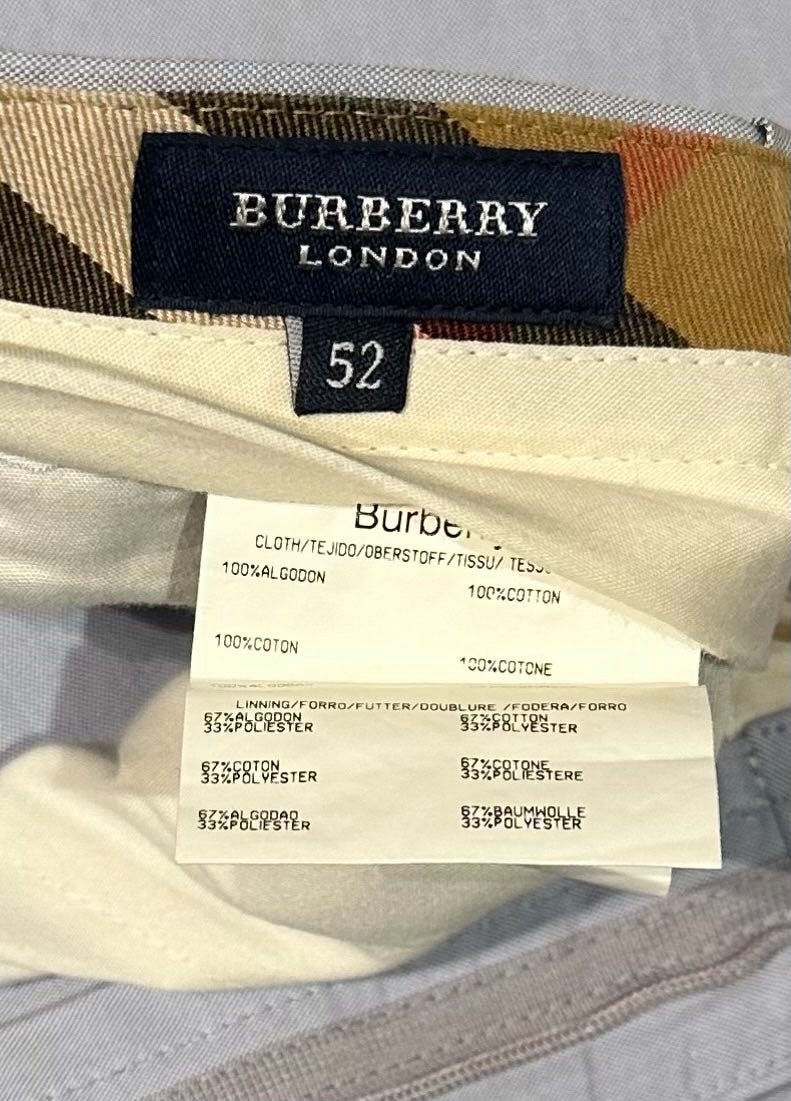 BURBERRY
LONDON
52
CLOTH/TEJIDO/OBERSTOFF/TISSU/
100%ALGODON 100%COTTON
100%COTON 100%COTONE
LINNING/FORRO/FUTTER/DOUBLURE /FODERA/FORRO
67%ALGODON 67%COTTON
33%POLIESTER 33%POLYESTER
67%COTON 67%COTONE
33%POLYESTER 33%POLIESTERE
67%ALGODAO 67%BAUMWOLLE
33%POLIESTER 33%POLYESTER